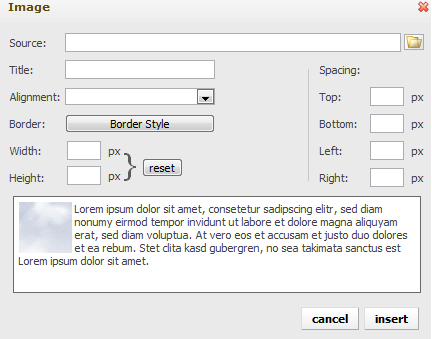 Image
Source:
Title:
Spacing:
Alignment:
Top: px
Border: Border Style
Bottom: px
Width: px
Left: px
reset
Height: px
Right: px
Lorem ipsum dolor sit amet, consetetur sadipscing elitr, sed diam
nonumy eirmod tempor invidunt ut labore et dolore magna aliquyam
erat, sed diam voluptua. At vero eos et accusam et justo duo dolores
et ea rebum. Stet clita kasd gubergren, no sea takimata sanctus est
Lorem ipsum dolor sit amet.
cancel insert